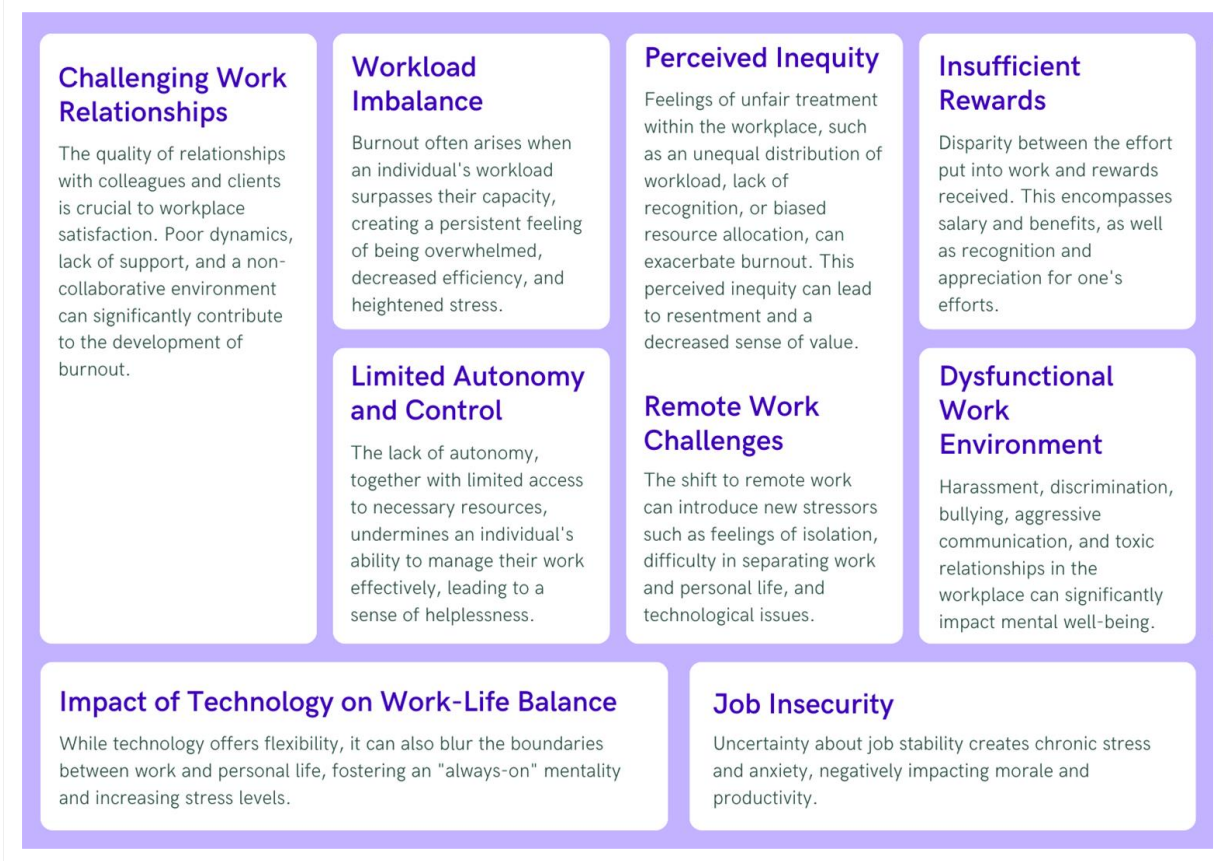 Challenging Work
Relationships
The quality of relationships
with colleagues and clients
is crucial to workplace
satisfaction. Poor dynamics,
lack of support, and a non-
collaborative environment
can significantly contribute
to the development of
burnout.
Workload
Imbalance
Burnout often arises when
an individual's workload
surpasses their capacity,
creating a persistent feeling
of being overwhelmed,
decreased efficiency, and
heightened stress.
Limited Autonomy
and Control
The lack of autonomy,
together with limited access
to necessary resources,
undermines an individual's
ability to manage their work
effectively, leading to a
sense of helplessness.
Perceived Inequity
Feelings of unfair treatment
within the workplace, such
as an unequal distribution of
workload, lack of
recognition, or biased
resource allocation, can
exacerbate burnout. This
perceived inequity can lead
to resentment and a
decreased sense of value.
Remote Work
Challenges
The shift to remote work
can introduce new stressors
such as feelings of isolation,
difficulty in separating work
and personal life, and
technological issues.
Insufficient
Rewards
Disparity between the effort
put into work and rewards
received. This encompasses
salary and benefits, as well
as recognition and
appreciation for one's
efforts.
Dysfunctional
Work
Environment
Harassment, discrimination,
bullying, aggressive
communication, and toxic
relationships in the
workplace can significantly
impact mental well-being.
Impact of Technology on Work-Life Balance
While technology offers flexibility, it can also blur the boundaries
between work and personal life, fostering an "always-on" mentality
and increasing stress levels.
Job Insecurity
Uncertainty about job stability creates chronic stress
and anxiety, negatively impacting morale and
productivity.